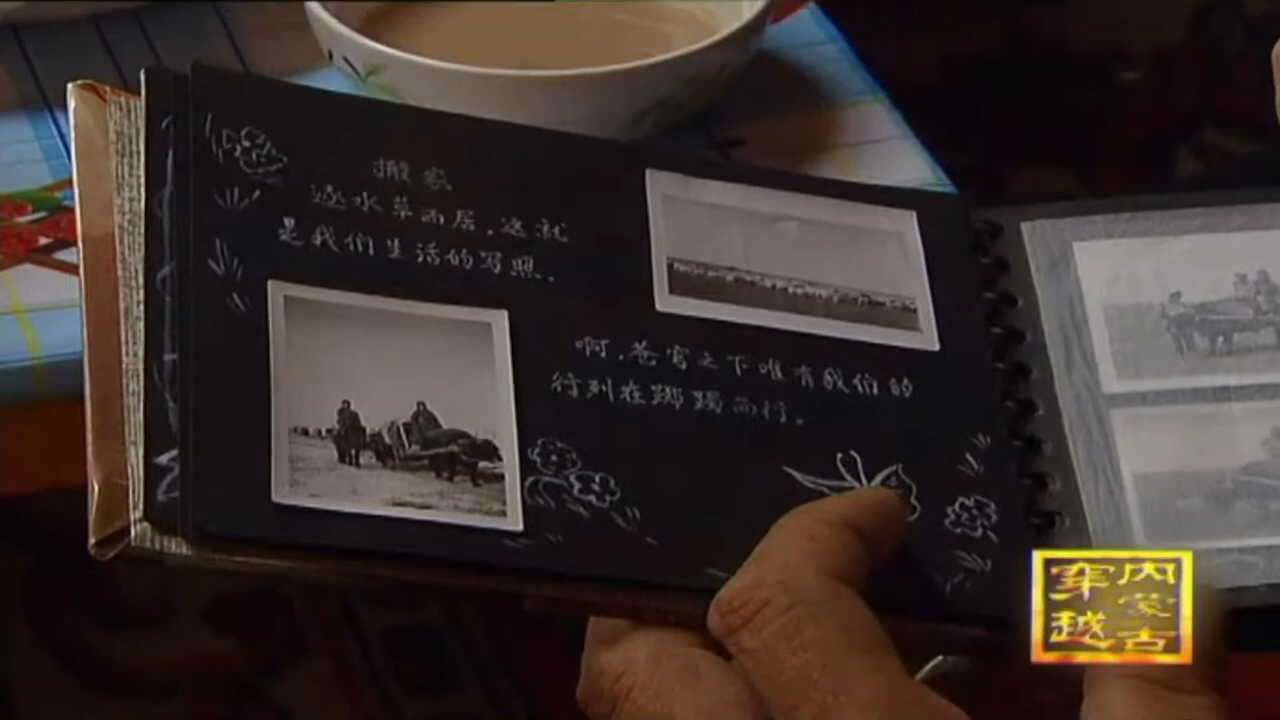 搬家
逐水草而居,这就
是我们生活的写照。
啊,苍穹之下唯有我们的
行列在踯躅而行。
穿越
内蒙古